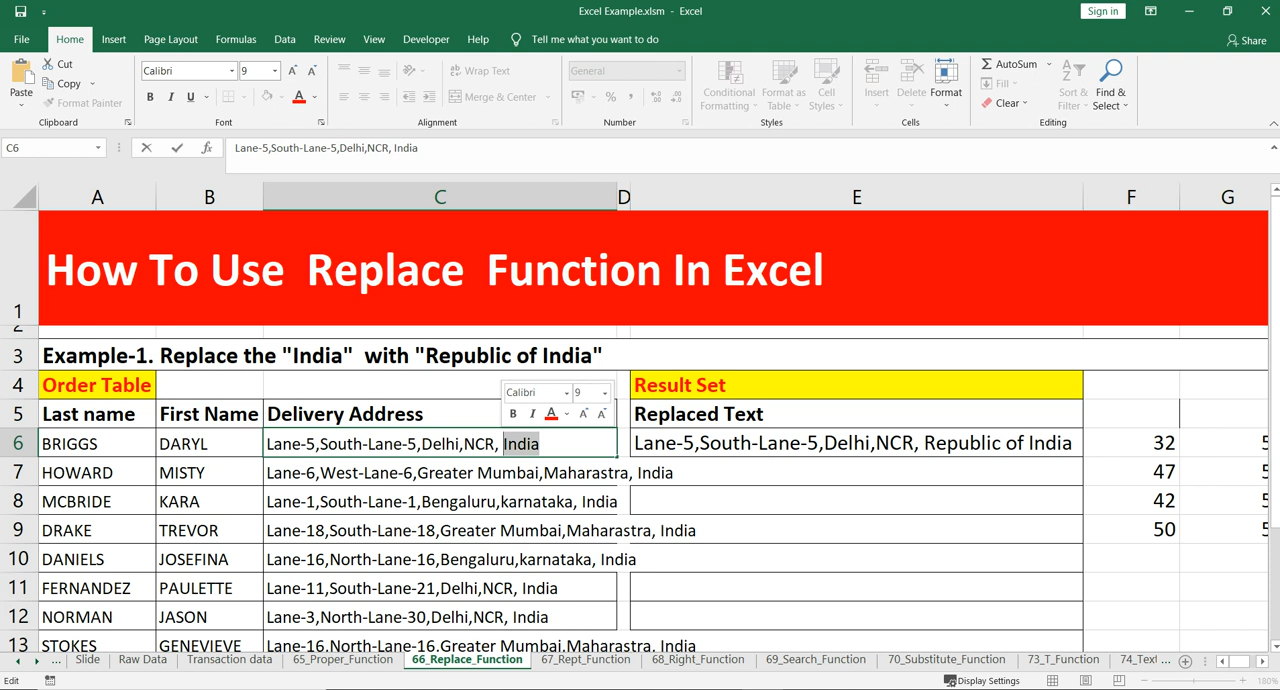 Excel Example.xlsm - Excel
Sign in
File Home Insert Page Layout Formulas Data Review View Developer Help Tell me what you want to do Share
Paste Cut Copy Format Painter Clipboard
Calibri 9 A A B I U A Font
Wrap Text Merge & Center Alignment
General % , Number
Conditional Formatting Format as Table Cell Styles Styles
Insert Delete Format Cells
AutoSum Fill Clear Sort & Filter Find & Select Editing
C6 fx Lane-5,South-Lane-5,Delhi,NCR, India
A B C D E F G
1 How To Use Replace Function In Excel
2
3 Example-1. Replace the "India" with "Republic of India"
4 Order Table Result Set
Calibri 9
B I A A A
5 Last name First Name Delivery Address Replaced Text
6 BRIGGS DARYL Lane-5,South-Lane-5,Delhi,NCR, India Lane-5,South-Lane-5,Delhi,NCR, Republic of India 32 5
7 HOWARD MISTY Lane-6,West-Lane-6,Greater Mumbai,Maharastra, India 47 5
8 MCBRIDE KARA Lane-1,South-Lane-1,Bengaluru,karnataka, India 42 5
9 DRAKE TREVOR Lane-18,South-Lane-18,Greater Mumbai,Maharastra, India 50 5
10 DANIELS JOSEFINA Lane-16,North-Lane-16,Bengaluru,karnataka, India
11 FERNANDEZ PAULETTE Lane-11,South-Lane-21,Delhi,NCR, India
12 NORMAN JASON Lane-3,North-Lane-30,Delhi,NCR, India
13 STOKES GENEVIEVE Lane-16,North-Lane-16,Greater Mumbai,Maharastra, India
... Slide Raw Data Transaction data 65_Proper_Function 66_Replace_Function 67_Rept_Function 68_Right_Function 69_Search_Function 70_Substitute_Function 73_T_Function 74_Text ...
Edit Display Settings 180%